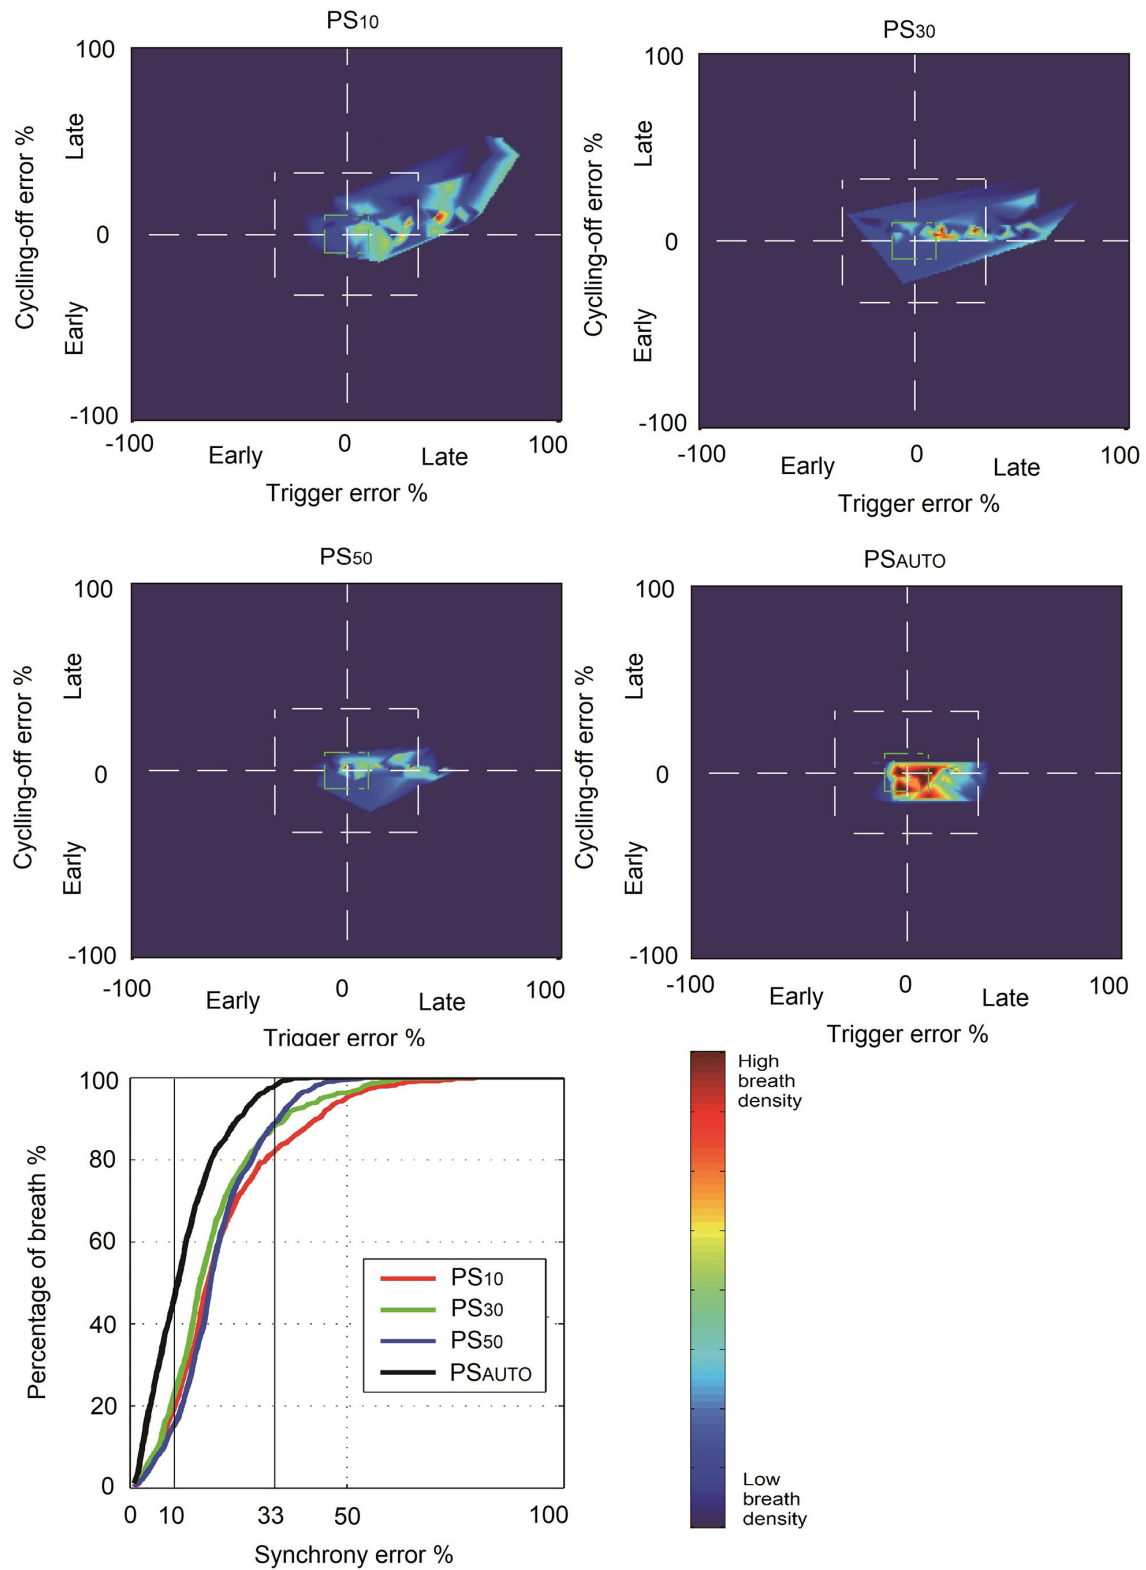 PS10
100
Late
0
Early
-100
Cyclling-off error %
-100
0
100
Early
Late
Trigger error %
PS30
100
Late
0
Early
-100
Cyclling-off error %
-100
0
100
Early
Late
Trigger error %
PS50
100
Late
0
Early
-100
Cyclling-off error %
-100
0
100
Early
Late
Trigger error %
PSAUTO
100
Late
0
Early
-100
Cyclling-off error %
-100
0
100
Early
Late
Trigger error %
100
80
60
40
20
0
Percentage of breath %
PS10
PS30
PS50
PSAUTO
0
10
33
50
100
Synchrony error %
High
breath
density
Low
breath
density